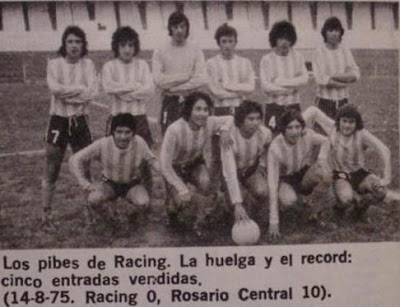 7
Los pibes de Racing. La huelga y el record:
cinco entradas vendidas.
(14-8-75. Racing 0, Rosario Central 10).